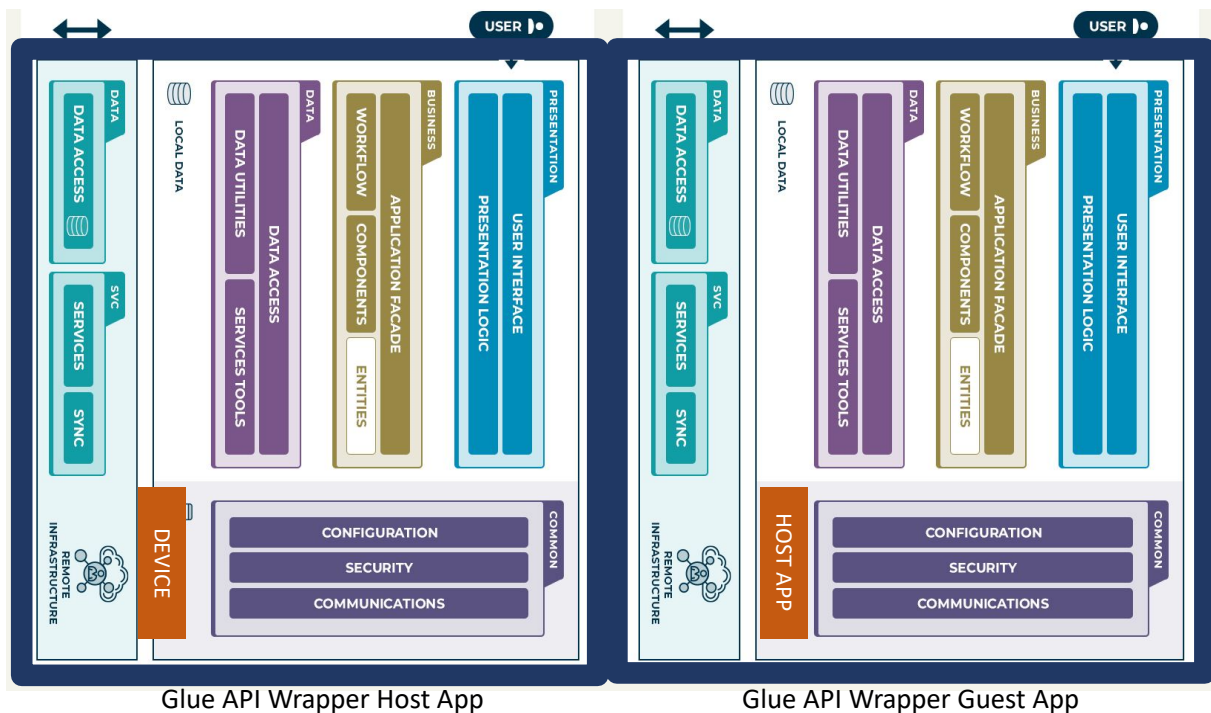 USER
DATA
DATA ACCESS
SVC
SERVICES
SYNC
REMOTE
INFRASTRUCTURE
LOCAL DATA
DATA
DATA ACCESS
DATA UTILITIES
SERVICES TOOLS
BUSINESS
APPLICATION FACADE
WORKFLOW
COMPONENTS
ENTITIES
PRESENTATION
USER INTERFACE
PRESENTATION LOGIC
DEVICE
COMMON
CONFIGURATION
SECURITY
COMMUNICATIONS
Glue API Wrapper Host App
USER
DATA
DATA ACCESS
SVC
SERVICES
SYNC
REMOTE
INFRASTRUCTURE
LOCAL DATA
DATA
DATA ACCESS
DATA UTILITIES
SERVICES TOOLS
BUSINESS
APPLICATION FACADE
WORKFLOW
COMPONENTS
ENTITIES
PRESENTATION
USER INTERFACE
PRESENTATION LOGIC
HOST APP
COMMON
CONFIGURATION
SECURITY
COMMUNICATIONS
Glue API Wrapper Guest App